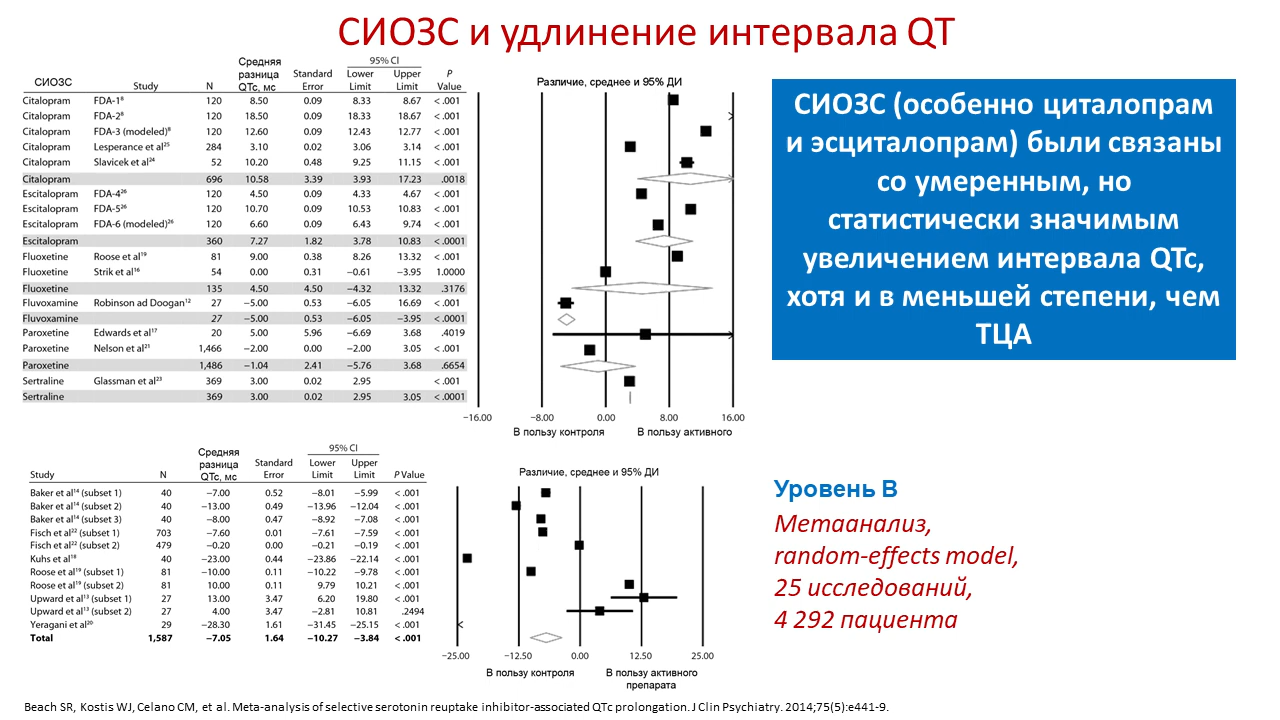 СИОЗС и удлинение интервала QT
СИОЗС Study N Средняя разница QTc, мс Standard Error 95% CI Lower Limit Upper Limit P Value
Citalopram FDA-1⁸ 120 8.50 0.09 8.33 8.67 < .001
Citalopram FDA-2⁸ 120 18.50 0.09 18.33 18.67 < .001
Citalopram FDA-3 (modeled)⁸ 120 12.60 0.09 12.43 12.77 < .001
Citalopram Lesperance et al²⁵ 284 3.10 0.02 3.06 3.14 < .001
Citalopram Slavicek et al²⁴ 52 10.20 0.48 9.25 11.15 < .001
Citalopram 696 10.58 3.39 3.93 17.23 .0018
Escitalopram FDA-4²⁶ 120 4.50 0.09 4.33 4.67 < .001
Escitalopram FDA-5²⁶ 120 10.70 0.09 10.53 10.83 < .001
Escitalopram FDA-6 (modeled)²⁶ 120 6.60 0.09 6.43 9.74 < .001
Escitalopram 360 7.27 1.82 3.78 10.83 < .0001
Fluoxetine Roose et al¹⁹ 81 9.00 0.38 8.26 13.32 < .001
Fluoxetine Strik et al¹⁶ 54 0.00 0.31 −0.61 −3.95 1.0000
Fluoxetine 135 4.50 4.50 −4.32 13.32 .3176
Fluvoxamine Robinson ad Doogan¹² 27 −5.00 0.53 −6.05 16.69 < .001
Fluvoxamine 27 −5.00 0.53 −6.05 −3.95 < .0001
Paroxetine Edwards et al¹⁷ 20 5.00 5.96 −6.69 3.68 .4019
Paroxetine Nelson et al²¹ 1,466 −2.00 0.00 −2.00 3.05 < .001
Paroxetine 1,486 −1.04 2.41 −5.76 3.68 .6654
Sertraline Glassman et al²³ 369 3.00 0.02 2.95 < .001
Sertraline 369 3.00 0.02 2.95 3.05 < .0001
Различие, среднее и 95% ДИ
−16.00 −8.00 0.00 8.00 16.00
В пользу контроля В пользу активного
СИОЗС (особенно циталопрам
и эсциталопрам) были связаны
со умеренным, но
статистически значимым
увеличением интервала QTc,
хотя и в меньшей степени, чем
ТЦА
Study N Средняя разница QTc, мс Standard Error 95% CI Lower Limit Upper Limit P Value
Baker et al¹⁴ (subset 1) 40 −7.00 0.52 −8.01 −5.99 < .001
Baker et al¹⁴ (subset 2) 40 −13.00 0.49 −13.96 −12.04 < .001
Baker et al¹⁴ (subset 3) 40 −8.00 0.47 −8.92 −7.08 < .001
Fisch et al²² (subset 1) 703 −7.60 0.01 −7.61 −7.59 < .001
Fisch et al²² (subset 2) 479 −0.20 0.00 −0.21 −0.19 < .001
Kuhs et al¹⁸ 40 −23.00 0.44 −23.86 −22.14 < .001
Roose et al¹⁹ (subset 1) 81 −10.00 0.11 −10.22 −9.78 < .001
Roose et al¹⁹ (subset 2) 81 10.00 0.11 9.79 10.21 < .001
Upward et al¹³ (subset 1) 27 13.00 3.47 6.20 19.80 < .001
Upward et al¹³ (subset 2) 27 4.00 3.47 −2.81 10.81 .2494
Yeragani et al²⁰ 29 −28.30 1.61 −31.45 −25.15 < .001
Total 1,587 −7.05 1.64 −10.27 −3.84 < .001
Различие, среднее и 95% ДИ
−25.00 −12.50 0.00 12.50 25.00
В пользу контроля В пользу активного
препарата
Уровень B
Метаанализ,
random-effects model,
25 исследований,
4 292 пациента
Beach SR, Kostis WJ, Celano CM, et al. Meta-analysis of selective serotonin reuptake inhibitor-associated QTc prolongation. J Clin Psychiatry. 2014;75(5):e441-9.